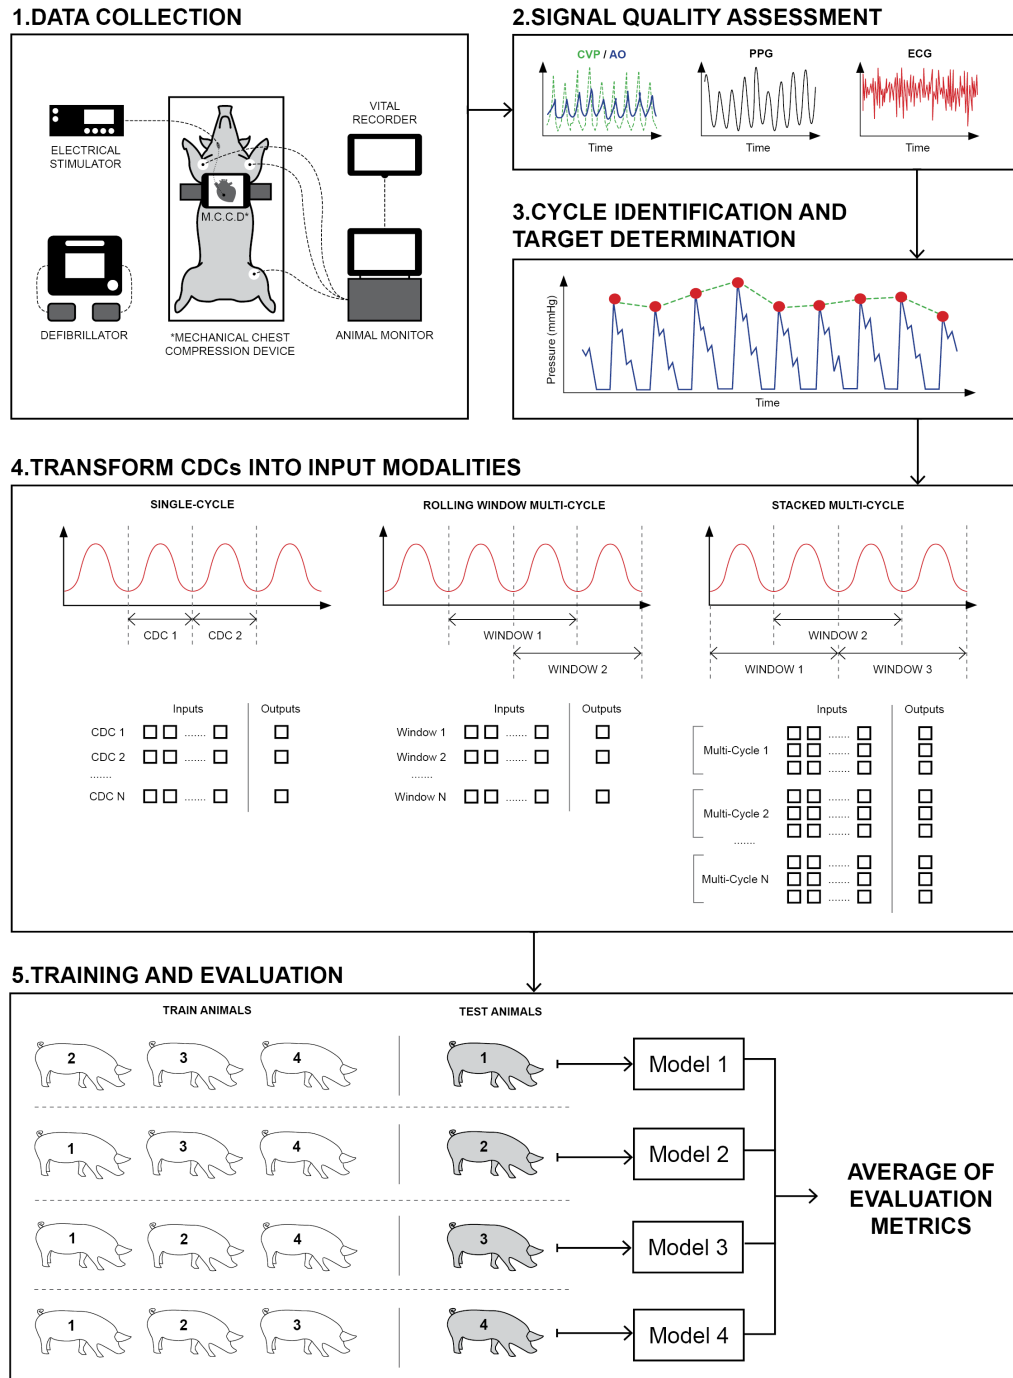 1.DATA COLLECTION
ELECTRICAL
STIMULATOR
VITAL
RECORDER
M.C.C.D*
DEFIBRILLATOR
*MECHANICAL CHEST
COMPRESSION DEVICE
ANIMAL MONITOR
2.SIGNAL QUALITY ASSESSMENT
CVP / AO
PPG
ECG
Time
Time
Time
3.CYCLE IDENTIFICATION AND
TARGET DETERMINATION
Pressure (mmHg)
Time
4.TRANSFORM CDCs INTO INPUT MODALITIES
SINGLE-CYCLE
CDC 1
CDC 2
Inputs
Outputs
CDC 1
.......
CDC 2
.......
.......
CDC N
.......
ROLLING WINDOW MULTI-CYCLE
WINDOW 1
WINDOW 2
Inputs
Outputs
Window 1
.......
Window 2
.......
.......
Window N
.......
STACKED MULTI-CYCLE
WINDOW 2
WINDOW 1
WINDOW 3
Inputs
Outputs
Multi-Cycle 1
.......
.......
.......
Multi-Cycle 2
.......
.......
.......
.......
Multi-Cycle N
.......
.......
.......
5.TRAINING AND EVALUATION
TRAIN ANIMALS
TEST ANIMALS
2 3 4 1 Model 1
1 3 4 2 Model 2
1 2 4 3 Model 3
1 2 3 4 Model 4
AVERAGE OF
EVALUATION
METRICS